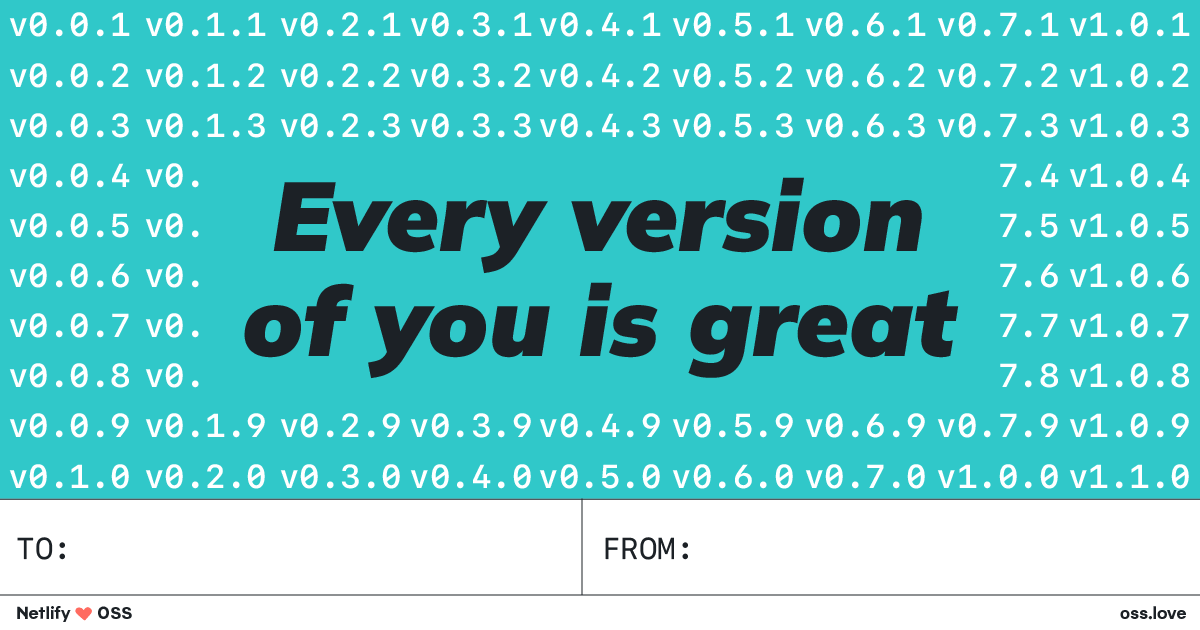 v0.0.1 v0.1.1 v0.2.1 v0.3.1 v0.4.1 v0.5.1 v0.6.1 v0.7.1 v1.0.1
v0.0.2 v0.1.2 v0.2.2 v0.3.2 v0.4.2 v0.5.2 v0.6.2 v0.7.2 v1.0.2
v0.0.3 v0.1.3 v0.2.3 v0.3.3 v0.4.3 v0.5.3 v0.6.3 v0.7.3 v1.0.3
v0.0.4 v0. 7.4 v1.0.4
v0.0.5 v0. 7.5 v1.0.5
v0.0.6 v0. 7.6 v1.0.6
v0.0.7 v0. 7.7 v1.0.7
v0.0.8 v0. 7.8 v1.0.8
v0.0.9 v0.1.9 v0.2.9 v0.3.9 v0.4.9 v0.5.9 v0.6.9 v0.7.9 v1.0.9
v0.1.0 v0.2.0 v0.3.0 v0.4.0 v0.5.0 v0.6.0 v0.7.0 v1.0.0 v1.1.0
Every version
of you is great
TO:
FROM:
Netlify ❤ OSS
oss.love